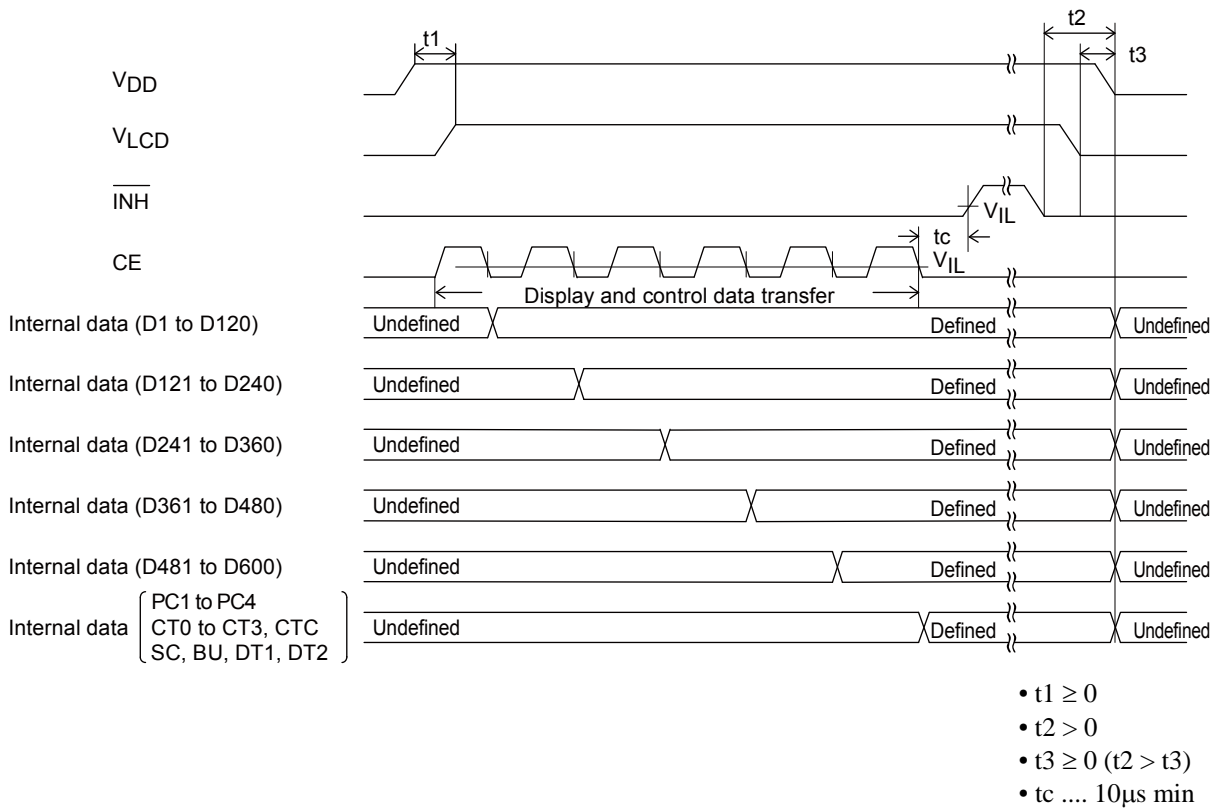 t1
t2
t3
VDD
VLCD
INH
VIL
tc
VIL
CE
Display and control data transfer
Internal data (D1 to D120) Undefined Defined Undefined
Internal data (D121 to D240) Undefined Defined Undefined
Internal data (D241 to D360) Undefined Defined Undefined
Internal data (D361 to D480) Undefined Defined Undefined
Internal data (D481 to D600) Undefined Defined Undefined
PC1 to PC4
Internal data CT0 to CT3, CTC Undefined Defined Undefined
SC, BU, DT1, DT2
• t1 ≥ 0
• t2 > 0
• t3 ≥ 0 (t2 > t3)
• tc .... 10μs min